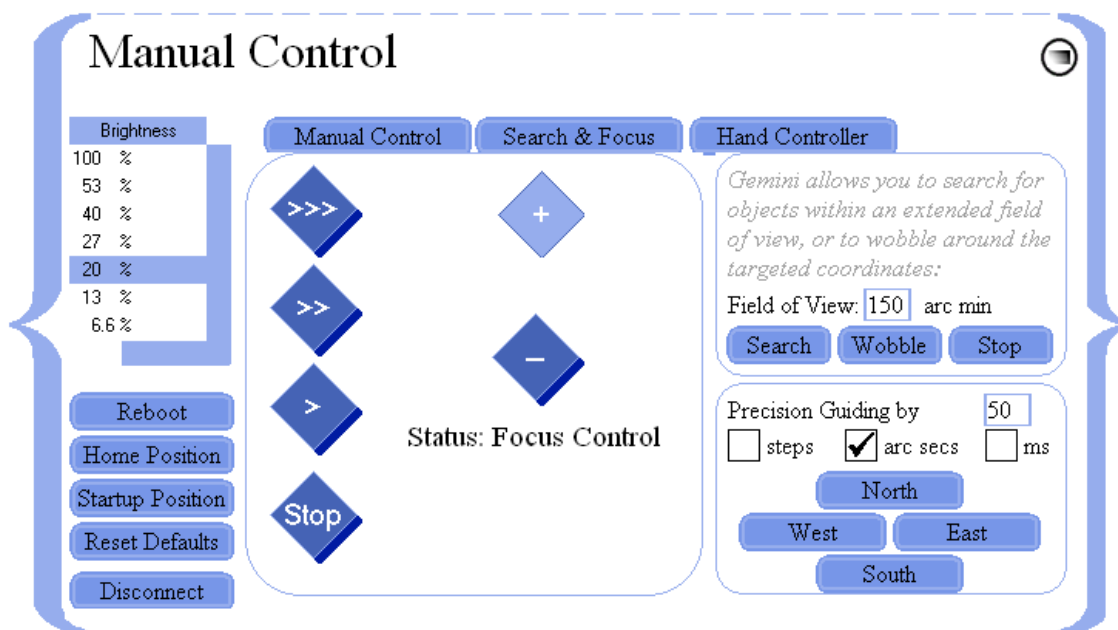 Manual Control
Brightness
100 %
53 %
40 %
27 %
20 %
13 %
6.6 %
Reboot
Home Position
Startup Position
Reset Defaults
Disconnect
Manual Control
Search & Focus
Hand Controller
>>>
+
>>
–
>
Status: Focus Control
Stop
Gemini allows you to search for
objects within an extended field
of view, or to wobble around the
targeted coordinates:
Field of View: 150 arc min
Search Wobble Stop
Precision Guiding by 50
steps arc secs ms
North
West East
South